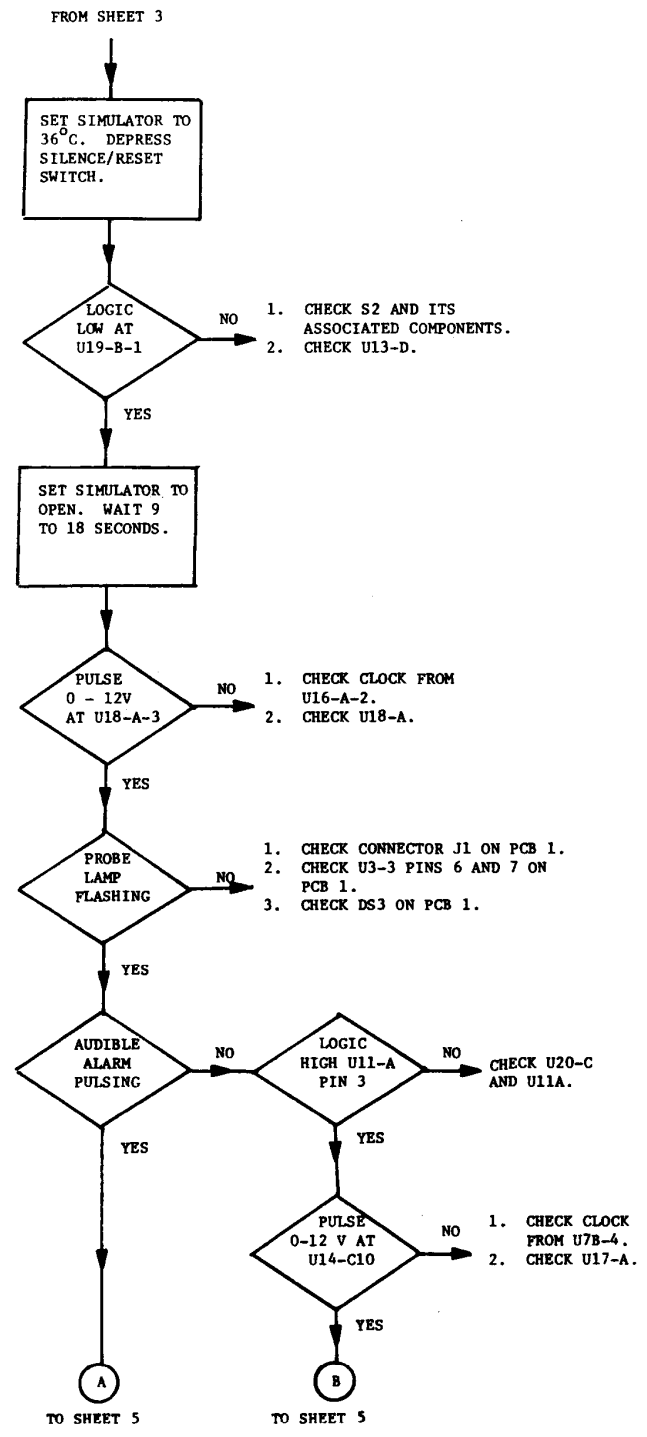 FROM SHEET 3
SET SIMULATOR TO
36°C. DEPRESS
SILENCE/RESET
SWITCH.
LOGIC
LOW AT
U19-B-1
NO
1. CHECK S2 AND ITS
ASSOCIATED COMPONENTS.
2. CHECK U13-D.
YES
SET SIMULATOR TO
OPEN. WAIT 9
TO 18 SECONDS.
PULSE
0 - 12V
AT U18-A-3
NO
1. CHECK CLOCK FROM
U16-A-2.
2. CHECK U18-A.
YES
PROBE
LAMP
FLASHING
NO
1. CHECK CONNECTOR J1 ON PCB 1.
2. CHECK U3-3 PINS 6 AND 7 ON
PCB 1.
3. CHECK DS3 ON PCB 1.
YES
AUDIBLE
ALARM
PULSING
NO
LOGIC
HIGH U11-A
PIN 3
NO
CHECK U20-C
AND U11A.
YES
YES
PULSE
0-12 V AT
U14-C10
NO
1. CHECK CLOCK
FROM U7B-4.
2. CHECK U17-A.
YES
A
B
TO SHEET 5
TO SHEET 5